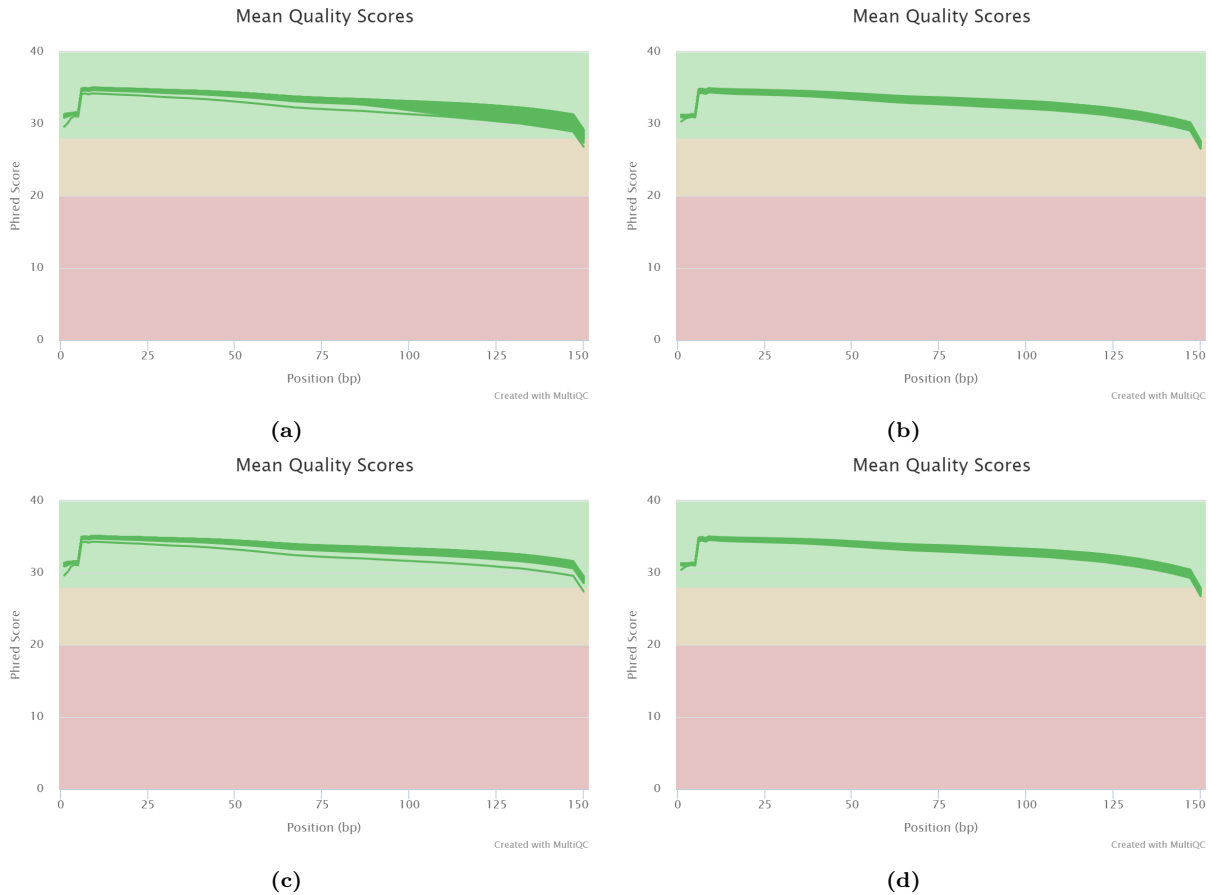 Mean Quality Scores
40
30
20
10
0
Phred Score
0 25 50 75 100 125 150
Position (bp)
Created with MultiQC
(a)
Mean Quality Scores
40
30
20
10
0
Phred Score
0 25 50 75 100 125 150
Position (bp)
Created with MultiQC
(b)
Mean Quality Scores
40
30
20
10
0
Phred Score
0 25 50 75 100 125 150
Position (bp)
Created with MultiQC
(c)
Mean Quality Scores
40
30
20
10
0
Phred Score
0 25 50 75 100 125 150
Position (bp)
Created with MultiQC
(d)